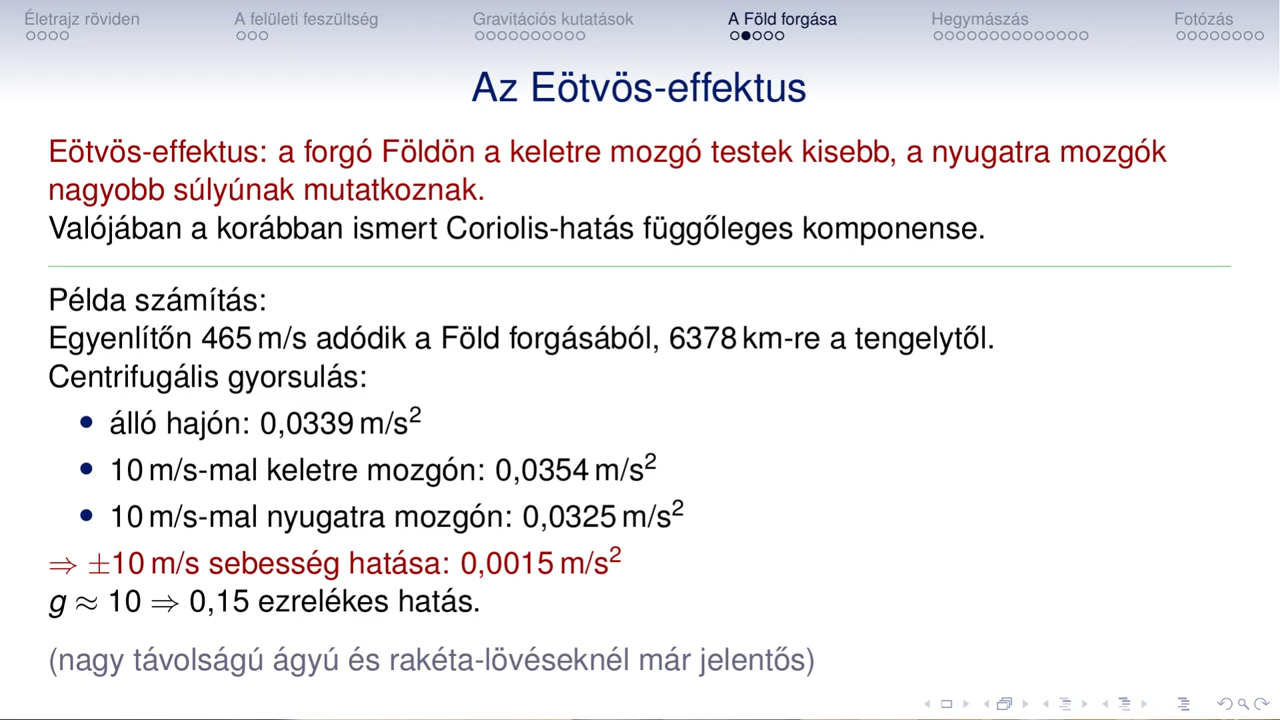 Életrajz röviden
A felületi feszültség
Gravitációs kutatások
A Föld forgása
Hegymászás
Fotózás
Az Eötvös-effektus
Eötvös-effektus: a forgó Földön a keletre mozgó testek kisebb, a nyugatra mozgók
nagyobb súlyúnak mutatkoznak.
Valójában a korábban ismert Coriolis-hatás függőleges komponense.
Példa számítás:
Egyenlítőn 465 m/s adódik a Föld forgásából, 6378 km-re a tengelytől.
Centrifugális gyorsulás:
• álló hajón: 0,0339 m/s²
• 10 m/s-mal keletre mozgón: 0,0354 m/s²
• 10 m/s-mal nyugatra mozgón: 0,0325 m/s²
⇒ ±10 m/s sebesség hatása: 0,0015 m/s²
g ≈ 10 ⇒ 0,15 ezrelékes hatás.
(nagy távolságú ágyú és rakéta-lövéseknél már jelentős)